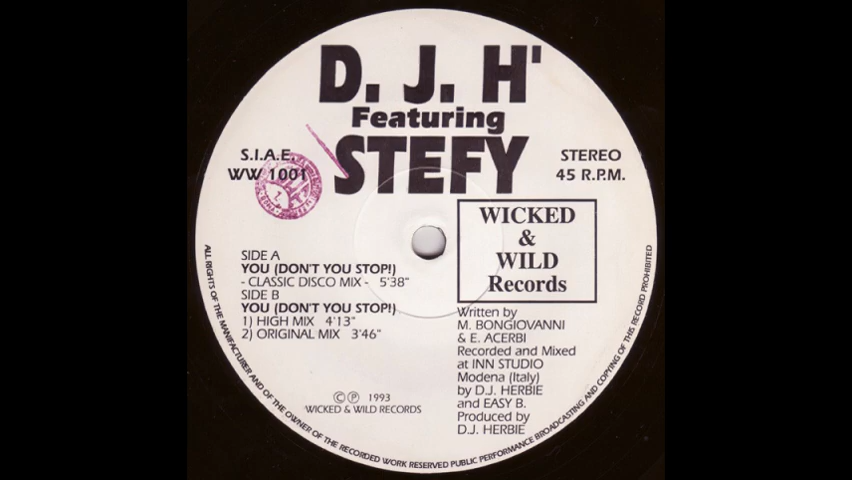 D. J. H'
Featuring
STEFY
S.I.A.E.
WW 1001
STEREO
45 R.P.M.
WICKED
&
WILD
Records
SIDE A
YOU (DON'T YOU STOP!)
- CLASSIC DISCO MIX - 5'38"
SIDE B
YOU (DON'T YOU STOP!)
1) HIGH MIX 4'13"
2) ORIGINAL MIX 3'46"
Written by
M. BONGIOVANNI
& E. ACERBI
Recorded and Mixed
at INN STUDIO
Modena (Italy)
by D.J. HERBIE
and EASY B.
Produced by
D.J. HERBIE
© ℗ 1993
WICKED & WILD RECORDS
ALL RIGHTS OF THE MANUFACTURER AND OF THE OWNER OF THE RECORDED WORK RESERVED PUBLIC PERFORMANCE BROADCASTING AND COPYING OF THIS RECORD PROHIBITED